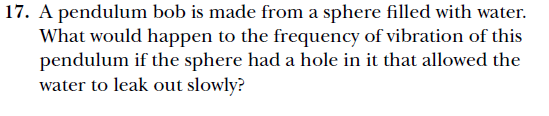 17. A pendulum bob is made from a sphere filled with water.
What would happen to the frequency of vibration of this
pendulum if the sphere had a hole in it that allowed the
water to leak out slowly?